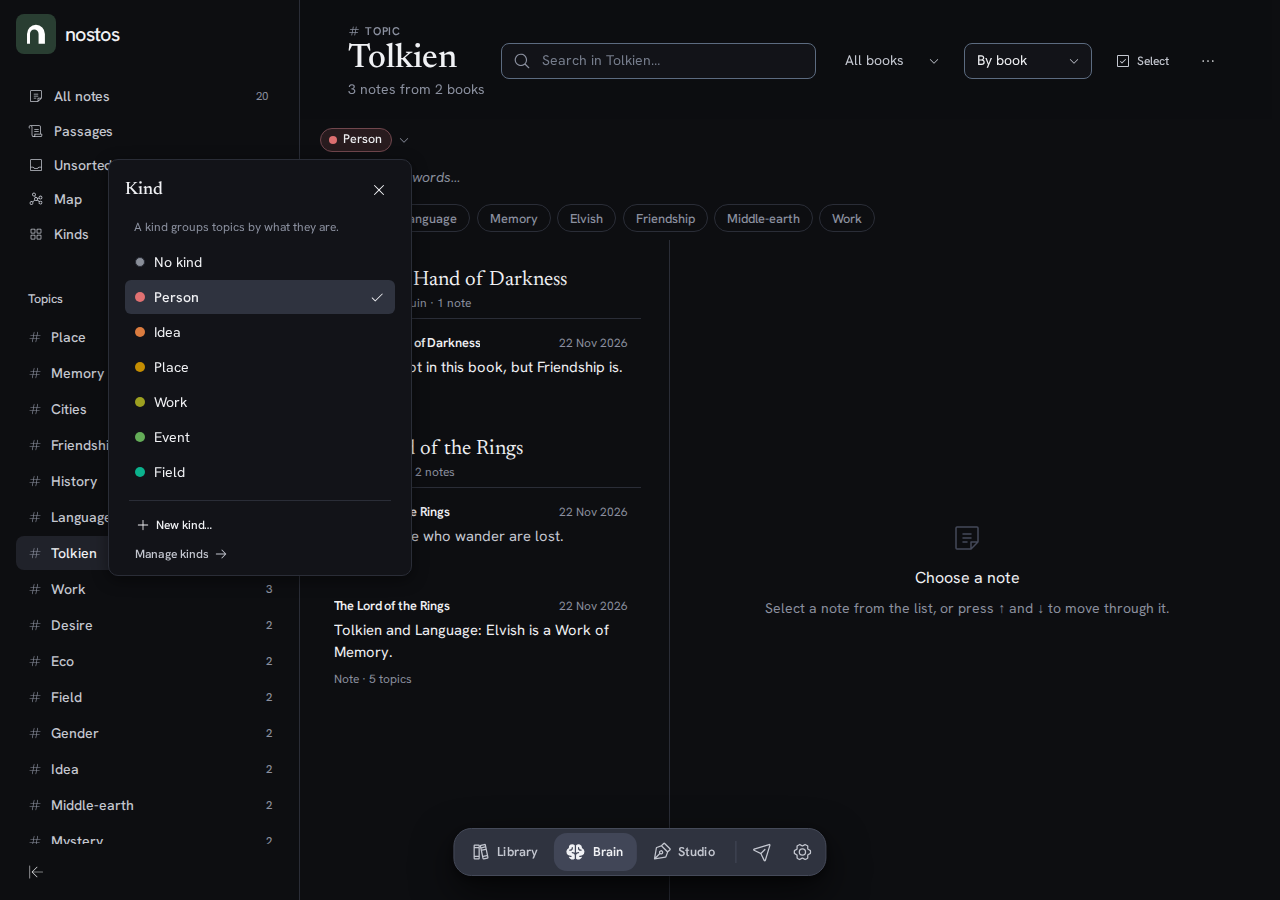 nostos
All notes 20
Passages
Unsorted
Map
Kinds
Topics
Place
Memory
Cities
History
Tolkien
Work 3
Desire 2
Eco 2
Field 2
Gender 2
Idea 2
Middle-earth 2
Mystery 2
# TOPIC
Tolkien
3 notes from 2 books
Search in Tolkien...
All books
By book
Select
Person
words...
Memory
Elvish
Friendship
Middle-earth
Work
Kind
A kind groups topics by what they are.
No kind
Person
Idea
Place
Work
Event
Field
New kind...
Manage kinds →
Hand of Darkness
· 1 note
of Darkness 22 Nov 2026
in this book, but Friendship is.
of the Rings
2 notes
Rings 22 Nov 2026
who wander are lost.
The Lord of the Rings 22 Nov 2026
Tolkien and Language: Elvish is a Work of
Memory.
Note · 5 topics
Choose a note
Select a note from the list, or press ↑ and ↓ to move through it.
Library
Brain
Studio